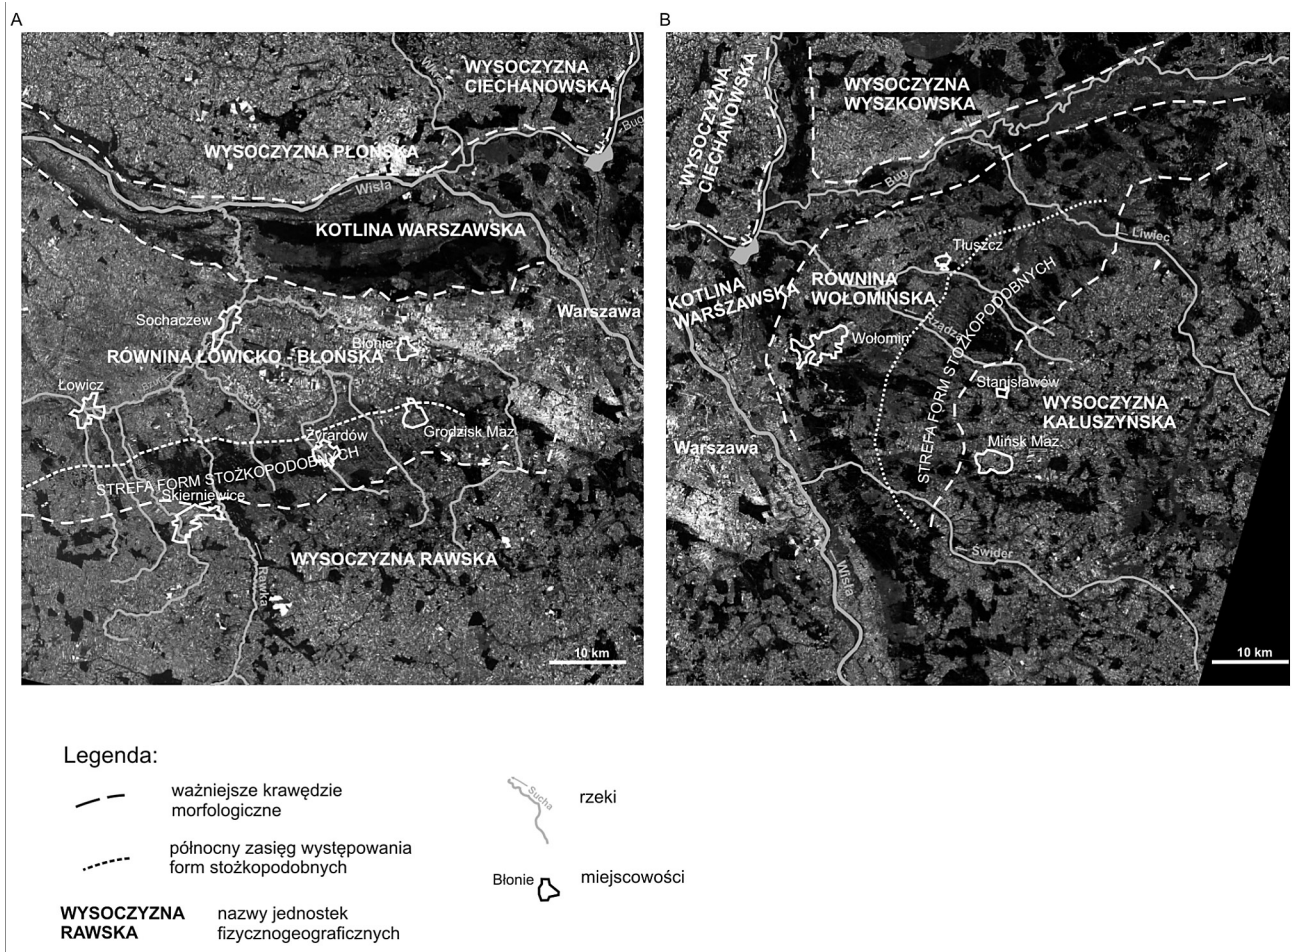 A
WYSOCZYZNA
CIECHANOWSKA
Bug
WYSOCZYZNA PŁOŃSKA
Wisła
KOTLINA WARSZAWSKA
Warszawa
Sochaczew
Błonie
RÓWNINA ŁOWICKO - BŁOŃSKA
Łowicz
Grodzisk Maz.
Żyrardów
STREFA FORM STOŻKOPODOBNYCH
Skierniewice
WYSOCZYZNA RAWSKA
Rawka
10 km
B
WYSOCZYZNA
CIECHANOWSKA
WYSOCZYZNA
WYSZKOWSKA
Bug
Liwiec
Tłuszcz
RÓWNINA
WOŁOMIŃSKA
KOTLINA
WARSZAWSKA
Rządza
Wołomin
STREFA FORM STOŻKOPODOBNYCH
Stanisławów
WYSOCZYZNA
KAŁUSZYŃSKA
Mińsk Maz.
Warszawa
Świder
Wisła
10 km
Legenda:
ważniejsze krawędzie
morfologiczne
północny zasięg występowania
form stożkopodobnych
WYSOCZYZNA
RAWSKA
nazwy jednostek
fizycznogeograficznych
Sucha
rzeki
Błonie
miejscowości